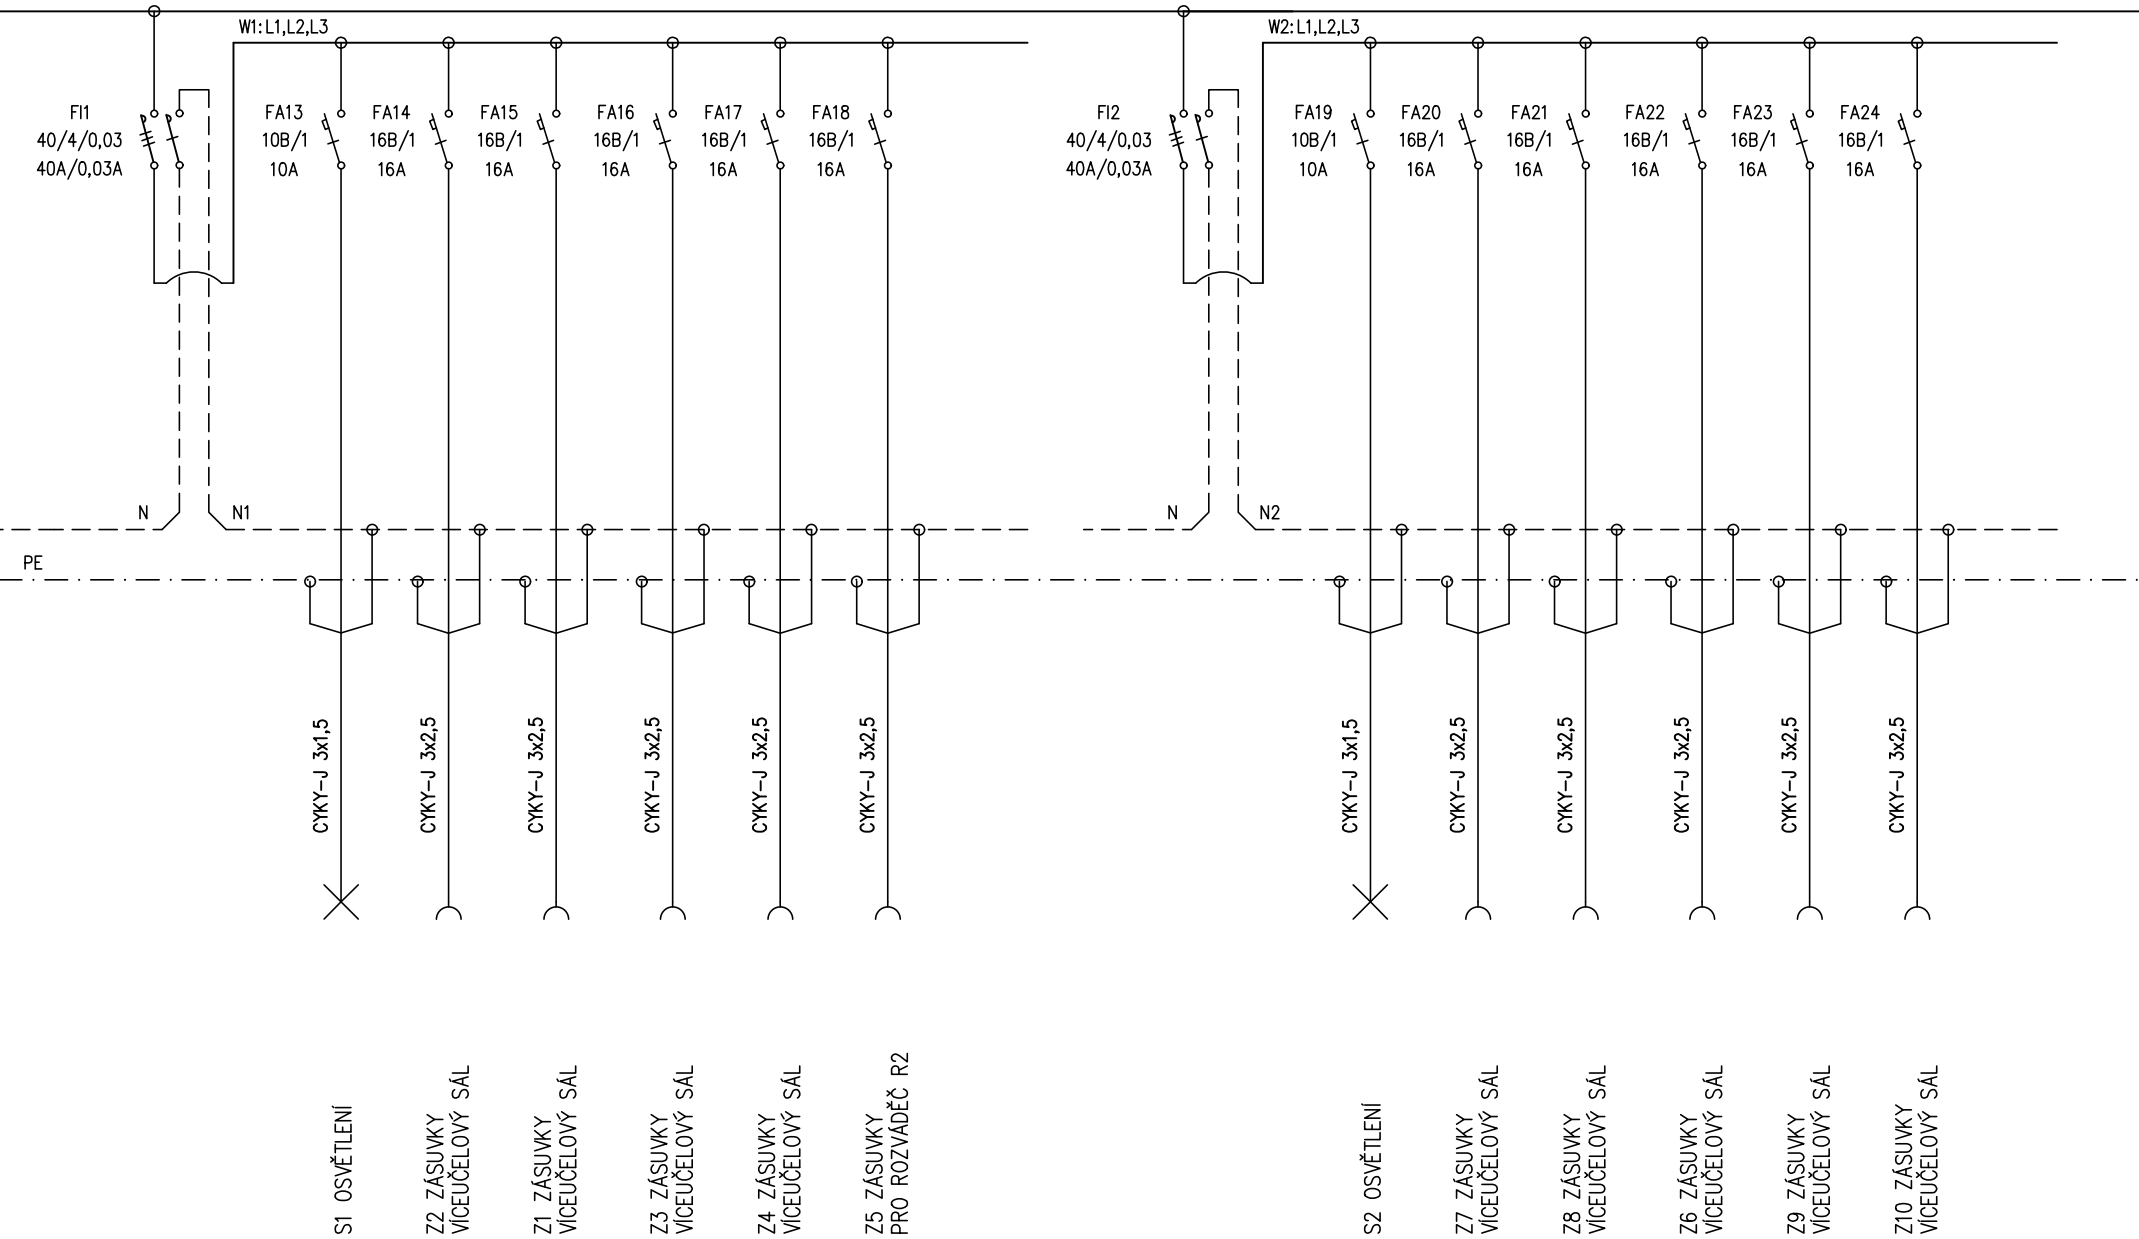 W1:L1,L2,L3
W2:L1,L2,L3
FI1
40/4/0,03
40A/0,03A
FA13
10B/1
10A
FA14
16B/1
16A
FA15
16B/1
16A
FA16
16B/1
16A
FA17
16B/1
16A
FA18
16B/1
16A
FI2
40/4/0,03
40A/0,03A
FA19
10B/1
10A
FA20
16B/1
16A
FA21
16B/1
16A
FA22
16B/1
16A
FA23
16B/1
16A
FA24
16B/1
16A
N
N1
N
N2
PE
CYKY-J 3x1,5
CYKY-J 3x2,5
CYKY-J 3x2,5
CYKY-J 3x2,5
CYKY-J 3x2,5
CYKY-J 3x2,5
CYKY-J 3x1,5
CYKY-J 3x2,5
CYKY-J 3x2,5
CYKY-J 3x2,5
CYKY-J 3x2,5
CYKY-J 3x2,5
S1 OSVĚTLENÍ
Z2 ZÁSUVKY
VÍCEUČELOVÝ SÁL
Z1 ZÁSUVKY
VÍCEUČELOVÝ SÁL
Z3 ZÁSUVKY
VÍCEUČELOVÝ SÁL
Z4 ZÁSUVKY
VÍCEUČELOVÝ SÁL
Z5 ZÁSUVKY
PRO ROZVÁDĚČ R2
S2 OSVĚTLENÍ
Z7 ZÁSUVKY
VÍCEUČELOVÝ SÁL
Z8 ZÁSUVKY
VÍCEUČELOVÝ SÁL
Z6 ZÁSUVKY
VÍCEUČELOVÝ SÁL
Z9 ZÁSUVKY
VÍCEUČELOVÝ SÁL
Z10 ZÁSUVKY
VÍCEUČELOVÝ SÁL